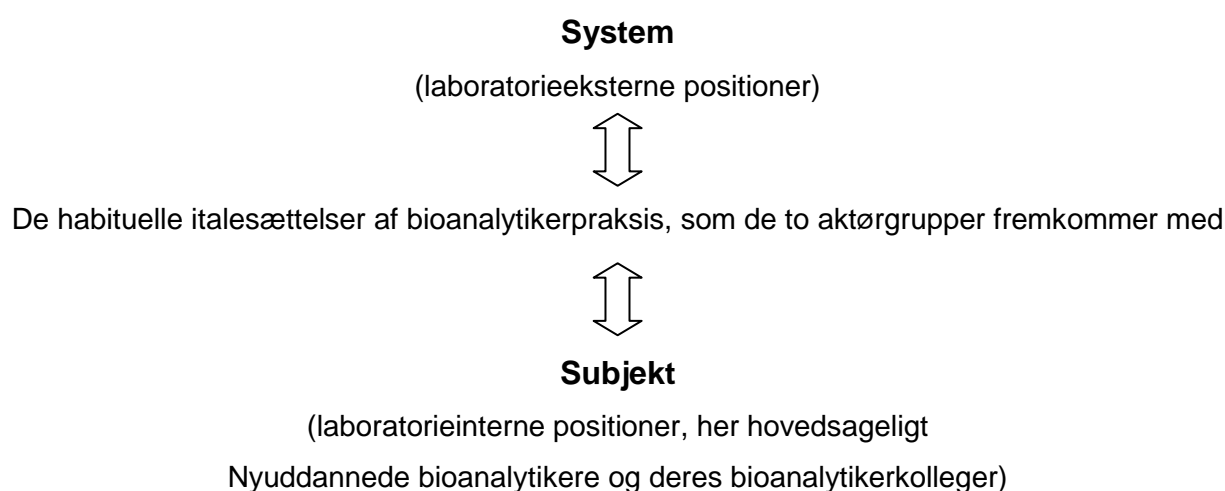 System
(laboratorieeksterne positioner)
De habituelle italesættelser af bioanalytikerpraksis, som de to aktørgrupper fremkommer med
Subjekt
(laboratorieinterne positioner, her hovedsageligt
Nyuddannede bioanalytikere og deres bioanalytikerkolleger)